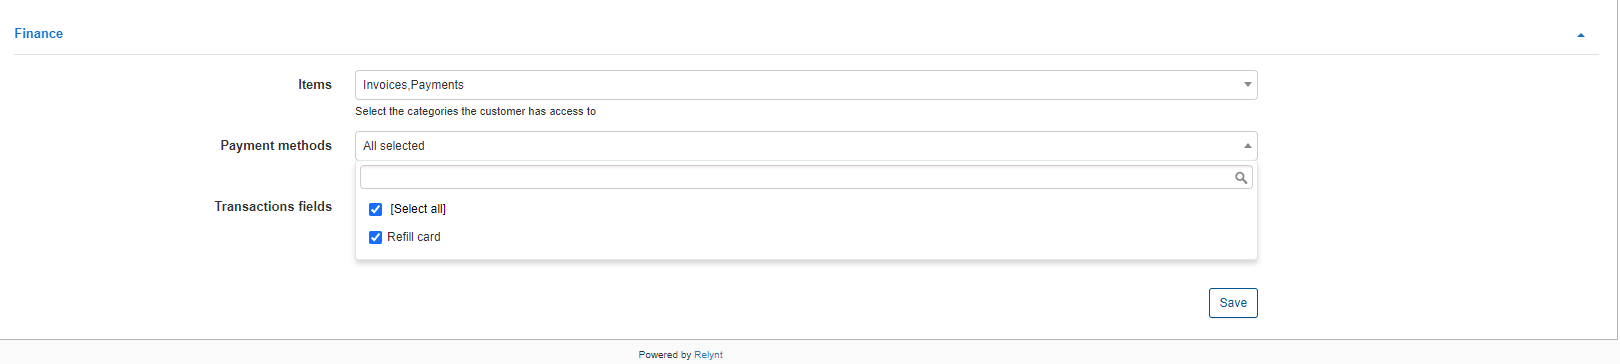 Finance
Items
Invoices,Payments
Select the categories the customer has access to
Payment methods
All selected
Transactions fields
[Select all]
Refill card
Save
Powered by Relynt